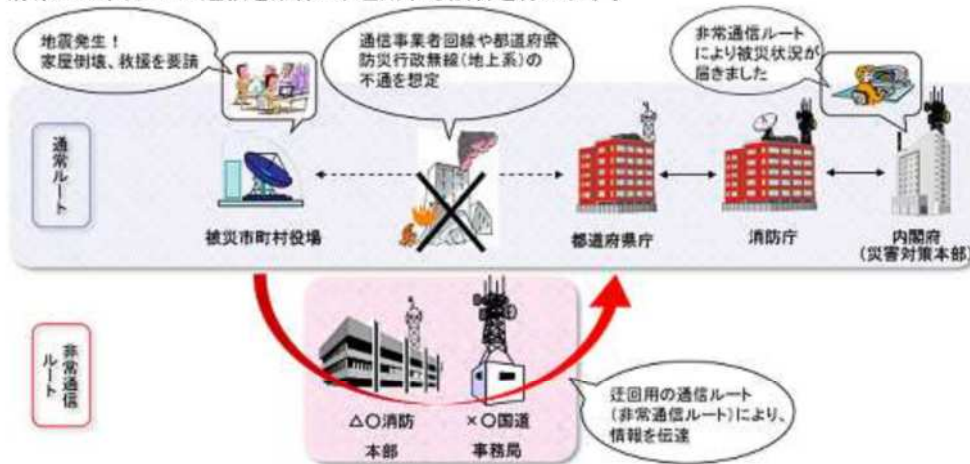 地震発生！
家屋倒壊、救援を要請
通信事業者回線や都道府県
防災行政無線（地上系）の
不通を想定
非常通信ルート
により被災状況が
届きました
通常ルート
被災市町村役場
都道府県庁
消防庁
内閣府
（災害対策本部）
非常通信
ルート
△〇消防
本部
×〇国道
事務局
迂回用の通信ルート
（非常通信ルート）により、
情報を伝達